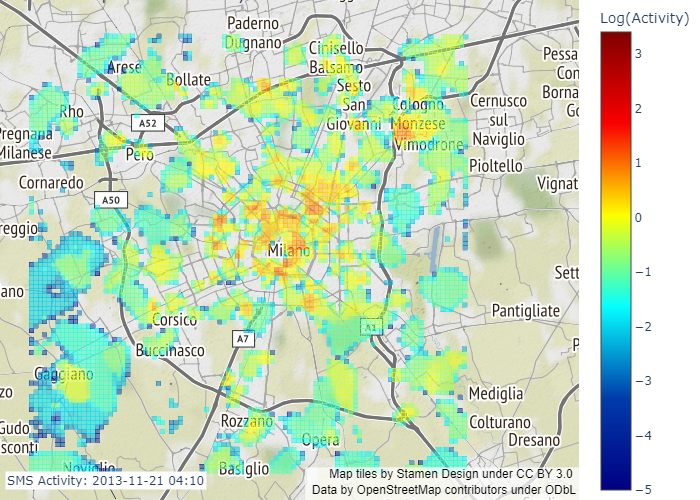 Log(Activity)
3
2
1
0
−1
−2
−3
−4
−5
Paderno
Dugnano
Cinisello
Balsamo
Arese
Bollate
Sesto
San
Giovanni
Cologno
Monzese
Vimodrone
Cernusco
sul
Naviglio
Pessa
Con
Borna
Go
Rho
A52
Pregnana
Milanese
Pero
Pioltello
Cornaredo
Vignat
A50
reggio
Milano
Sett
ano
Pantigliate
Corsico
A1
A7
Buccinasco
P
Gaggiano
zo
Mediglia
Rozzano
Colturano
Gudo
sconti
Opera
Dresano
Noviglio
Basiglio
SMS Activity: 2013-11-21 04:10
Map tiles by Stamen Design under CC BY 3.0
Data by OpenStreetMap contributors under ODbL